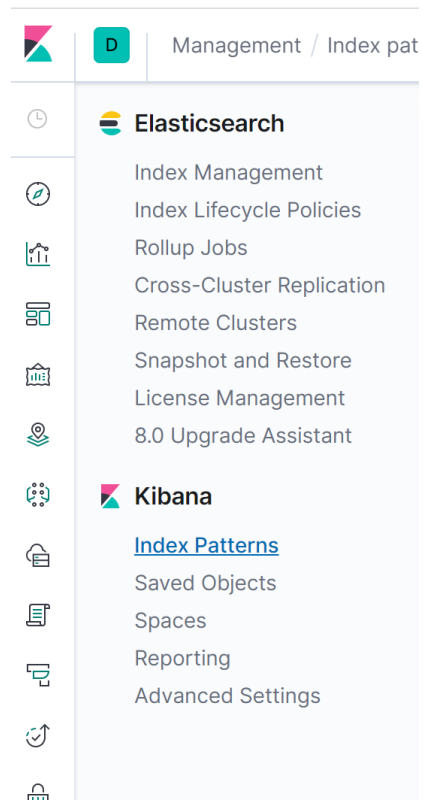 D Management / Index pat
Elasticsearch
Index Management
Index Lifecycle Policies
Rollup Jobs
Cross-Cluster Replication
Remote Clusters
Snapshot and Restore
License Management
8.0 Upgrade Assistant
Kibana
Index Patterns
Saved Objects
Spaces
Reporting
Advanced Settings